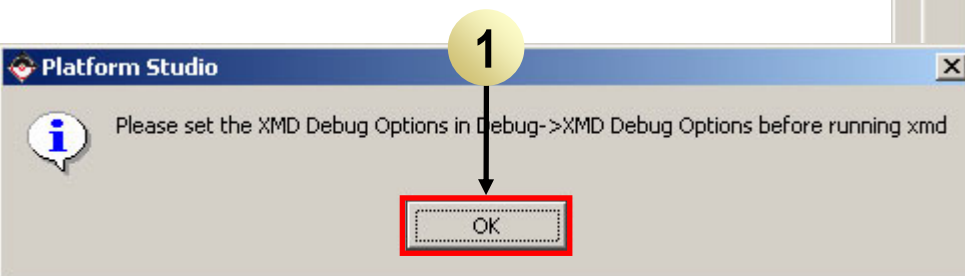 1
Platform Studio
Please set the XMD Debug Options in Debug->XMD Debug Options before running xmd
OK